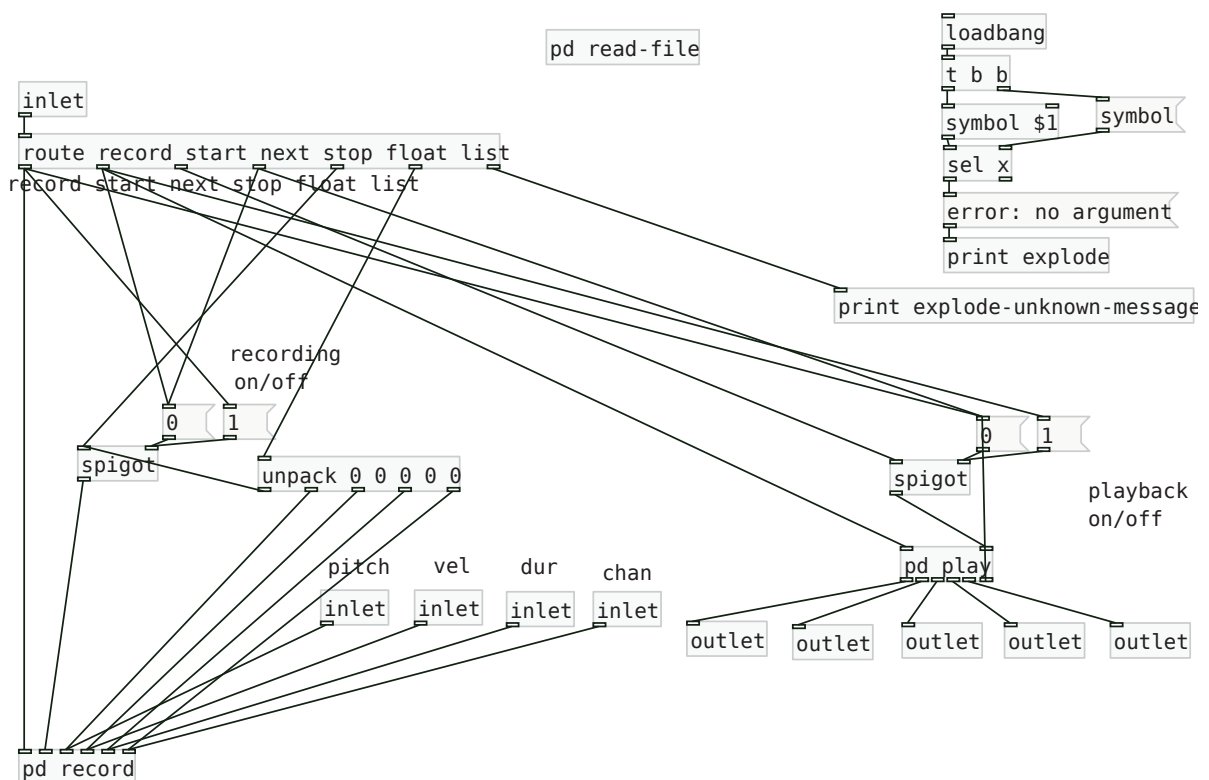 loadbang
pd read-file
t b b
inlet
symbol $1
symbol
route record start next stop float list
sel x
record start next stop float list
error: no argument
print explode
print explode-unknown-message
recording
on/off
0
1
0
1
spigot
unpack 0 0 0 0 0
spigot
playback
on/off
pd play
pitch
vel
dur
chan
inlet
inlet
inlet
inlet
outlet
outlet
outlet
outlet
outlet
pd record